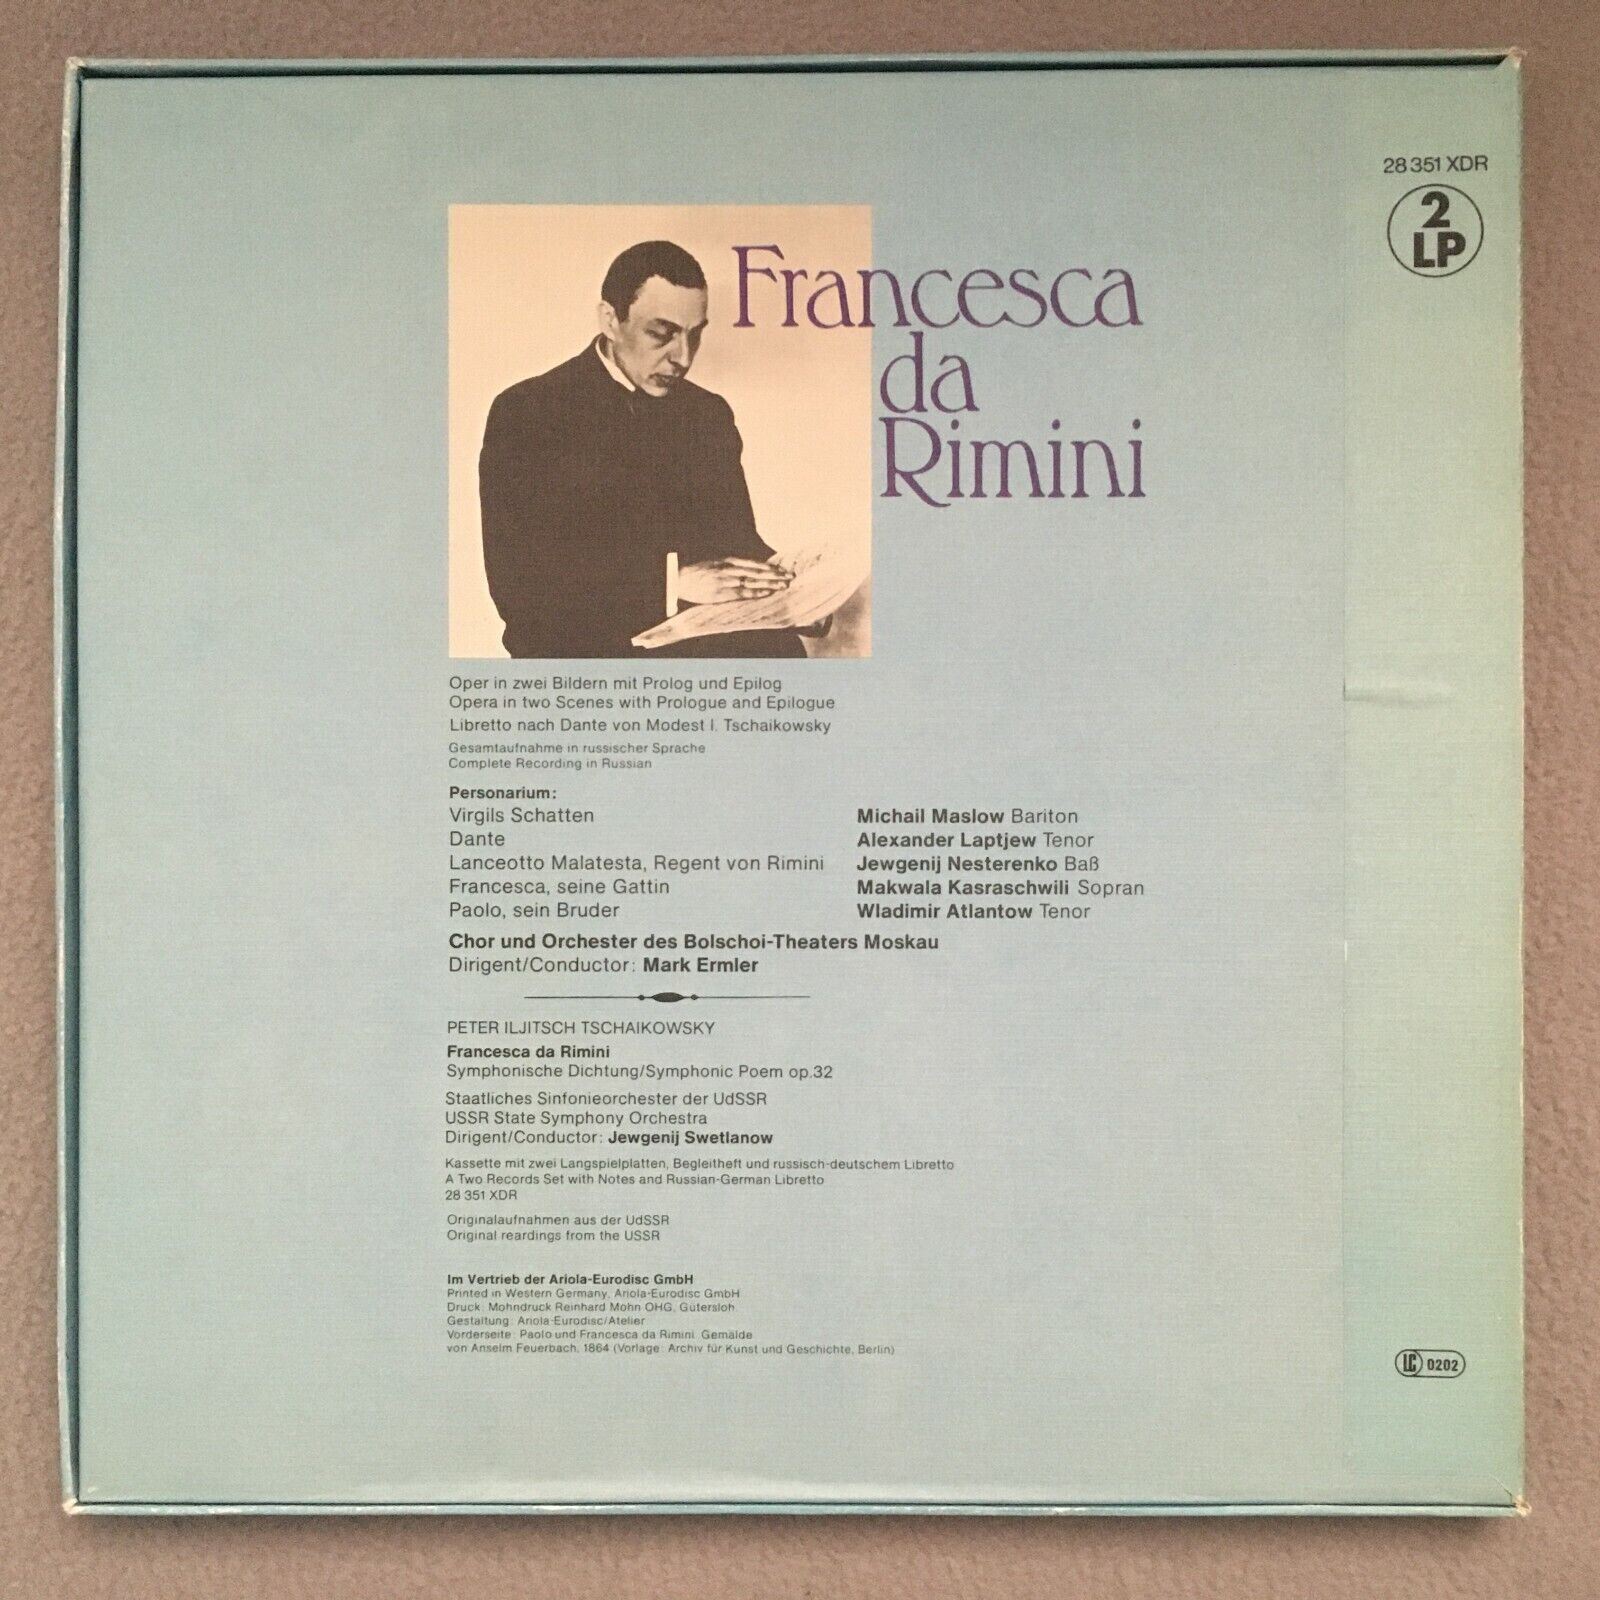 28 351 XDR
2
LP
Francesca
da
Rimini
Oper in zwei Bildern mit Prolog und Epilog
Opera in two Scenes with Prologue and Epilogue
Libretto nach Dante von Modest I. Tschaikowsky
Gesamtaufnahme in russischer Sprache
Complete Recording in Russian
Personarium:
Virgils Schatten Michail Maslow Bariton
Dante Alexander Laptjew Tenor
Lanceotto Malatesta, Regent von Rimini Jewgenij Nesterenko Baß
Francesca, seine Gattin Makwala Kasraschwili Sopran
Paolo, sein Bruder Wladimir Atlantow Tenor
Chor und Orchester des Bolschoi-Theaters Moskau
Dirigent/Conductor: Mark Ermler
PETER ILJITSCH TSCHAIKOWSKY
Francesca da Rimini
Symphonische Dichtung/Symphonic Poem op.32
Staatliches Sinfonieorchester der UdSSR
USSR State Symphony Orchestra
Dirigent/Conductor: Jewgenij Swetlanow
Kassette mit zwei Langspielplatten, Begleitheft und russisch-deutschem Libretto
A Two Records Set with Notes and Russian-German Libretto
28 351 XDR
Originalaufnahmen aus der UdSSR
Original reardings from the USSR
Im Vertrieb der Ariola-Eurodisc GmbH
Printed in Western Germany, Ariola-Eurodisc GmbH
Druck: Mohndruck Reinhard Mohn OHG, Gütersloh
Gestaltung: Ariola-Eurodisc/Atelier
Vorderseite: Paolo und Francesca da Rimini. Gemälde
von Anselm Feuerbach, 1864 (Vorlage: Archiv für Kunst und Geschichte, Berlin)
LC 0202